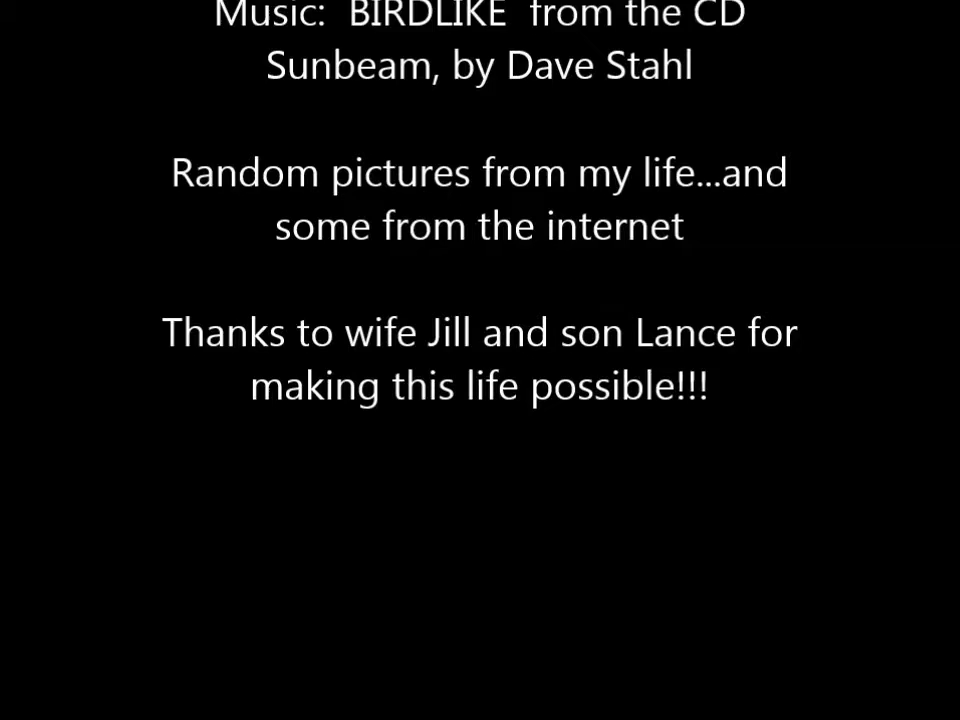 Music:  BIRDLIKE  from the CD
Sunbeam, by Dave Stahl
Random pictures from my life...and
some from the internet
Thanks to wife Jill and son Lance for
making this life possible!!!